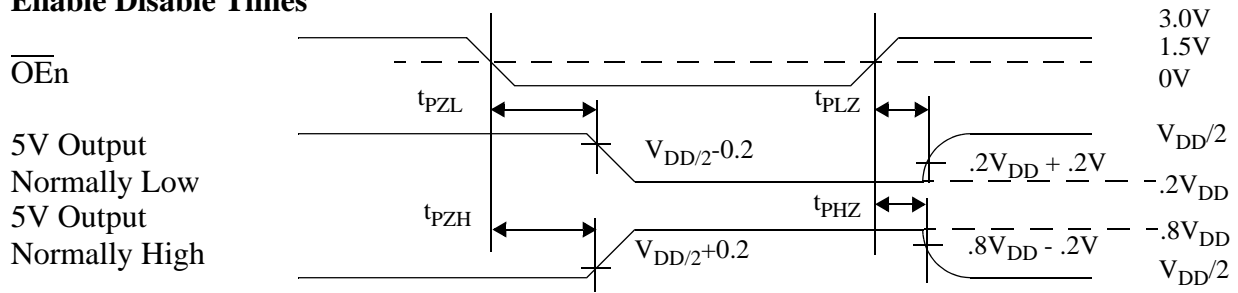 Enable Disable Times
3.0V
1.5V
0V
OEn
tPZL
tPLZ
5V Output
Normally Low
VDD/2-0.2
.2VDD + .2V
VDD/2
.2VDD
5V Output
Normally High
tPZH
tPHZ
VDD/2+0.2
.8VDD - .2V
.8VDD
VDD/2